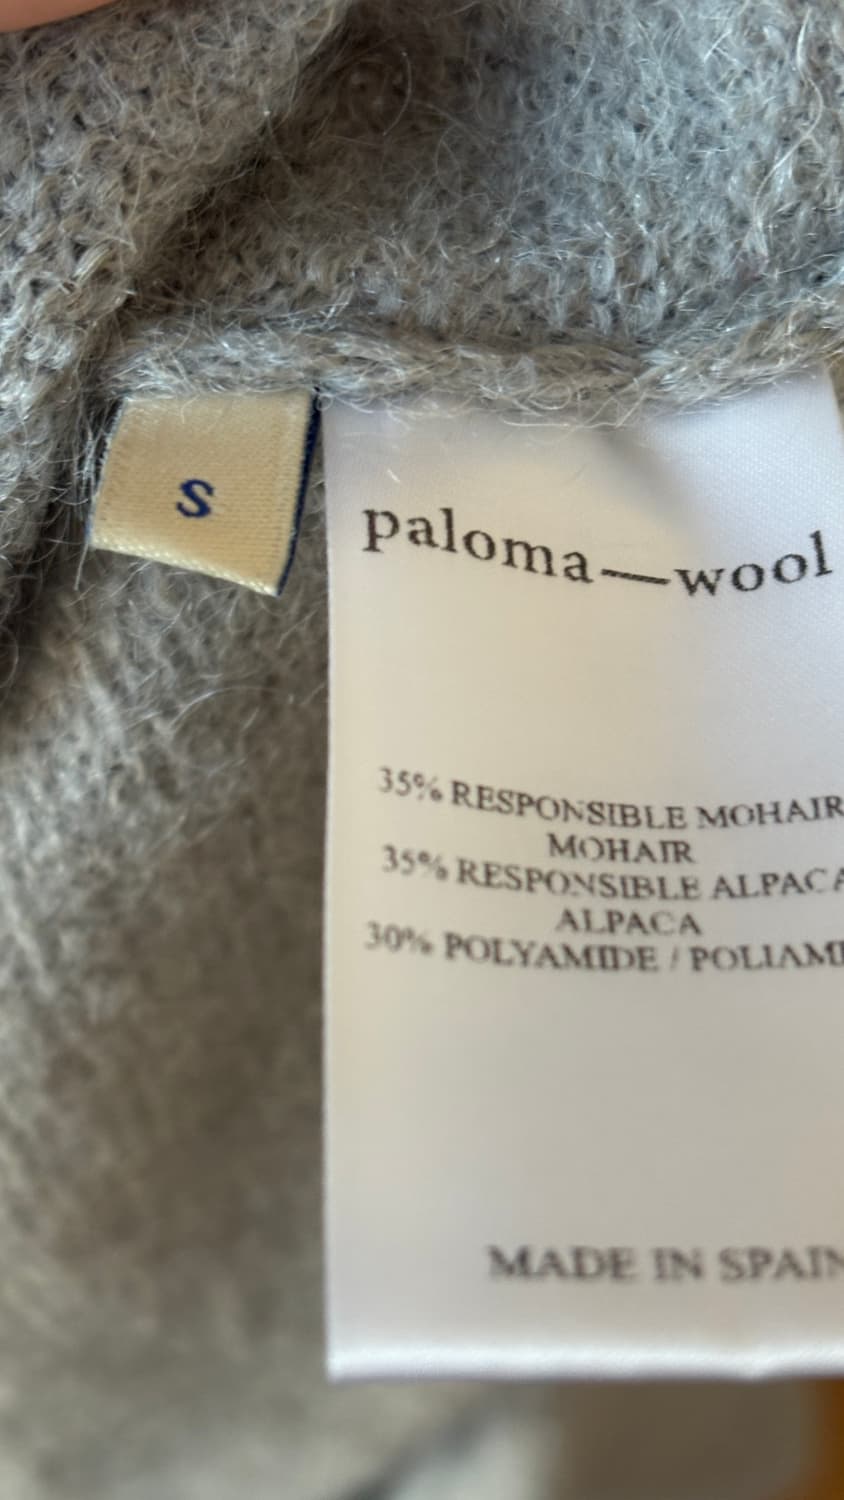 S
paloma—wool
35% RESPONSIBLE MOHAIR
MOHAIR
35% RESPONSIBLE ALPACA
ALPACA
30% POLYAMIDE /
MADE IN SPAIN